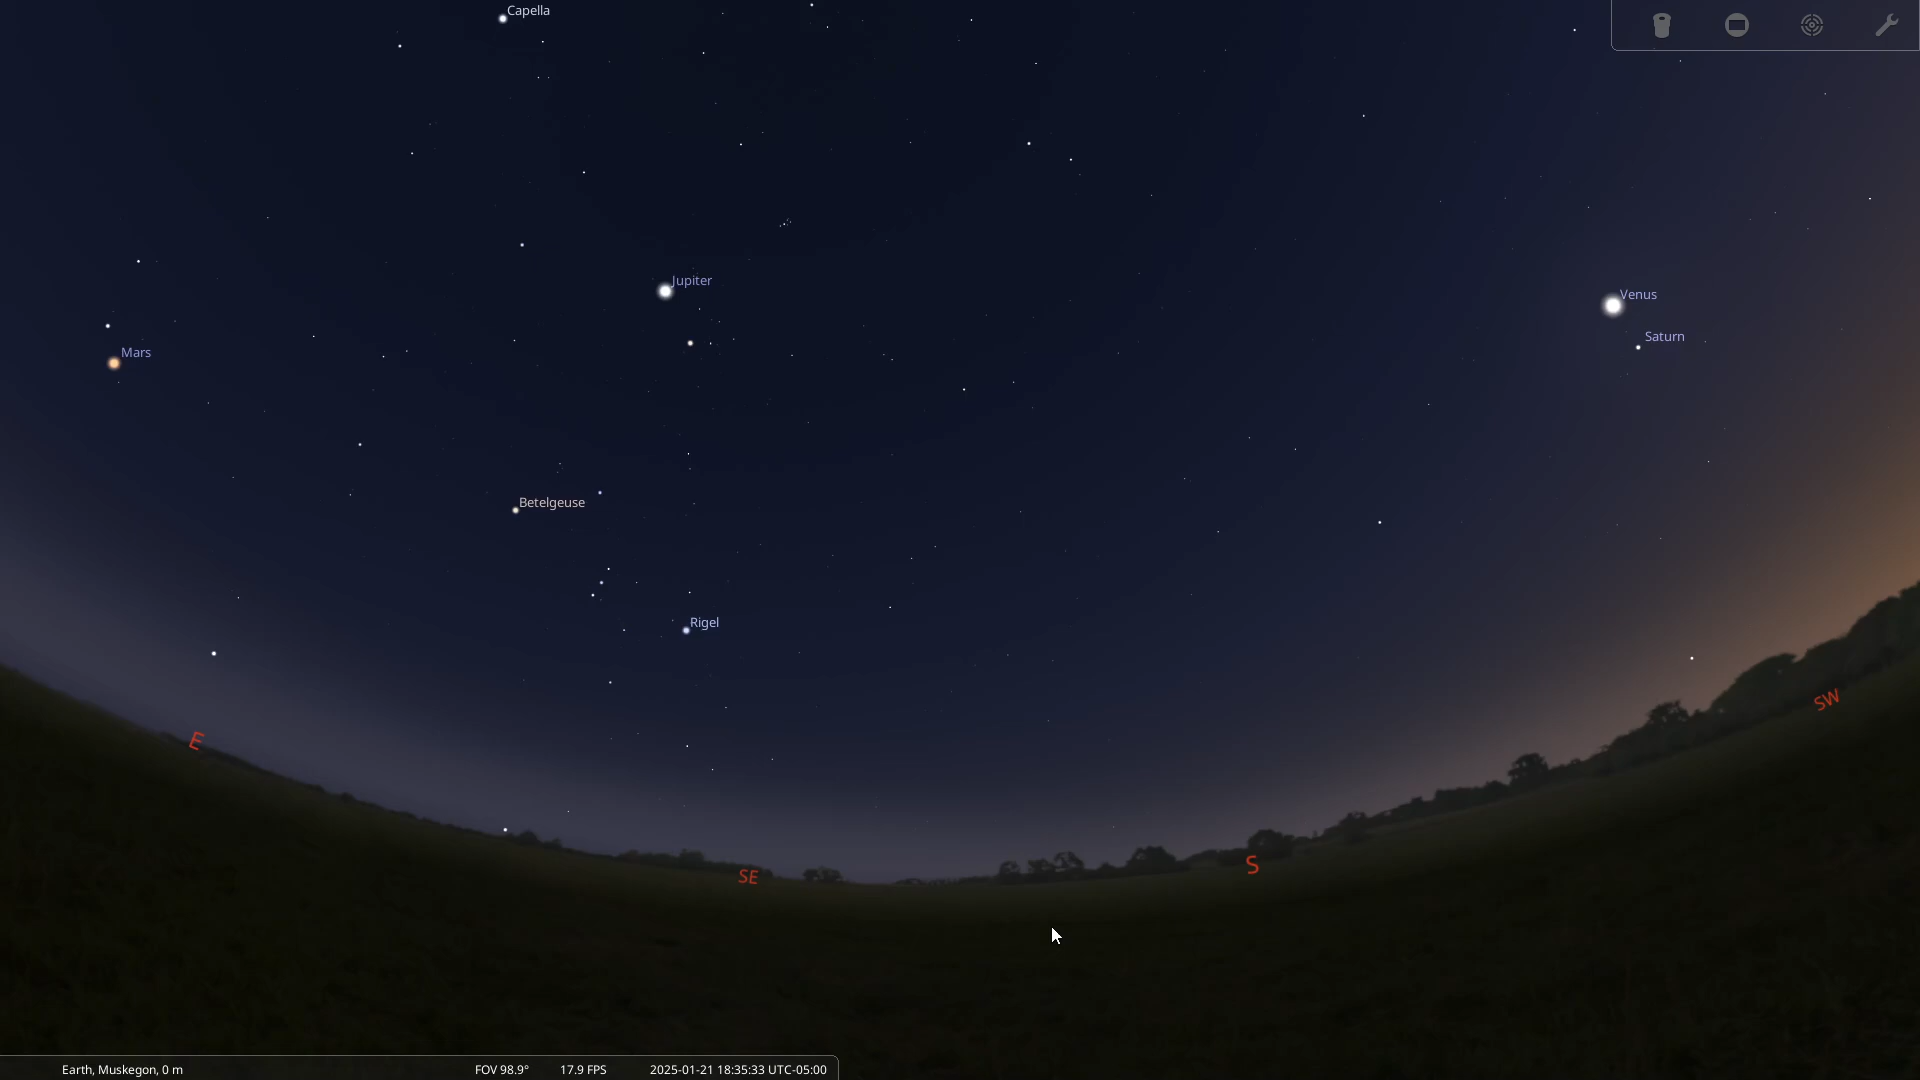 Capella
Jupiter
Venus
Saturn
Mars
Betelgeuse
Rigel
E
SE
S
SW
Earth, Muskegon, 0 m
FOV 98.9°
17.9 FPS
2025-01-21 18:35:33 UTC-05:00